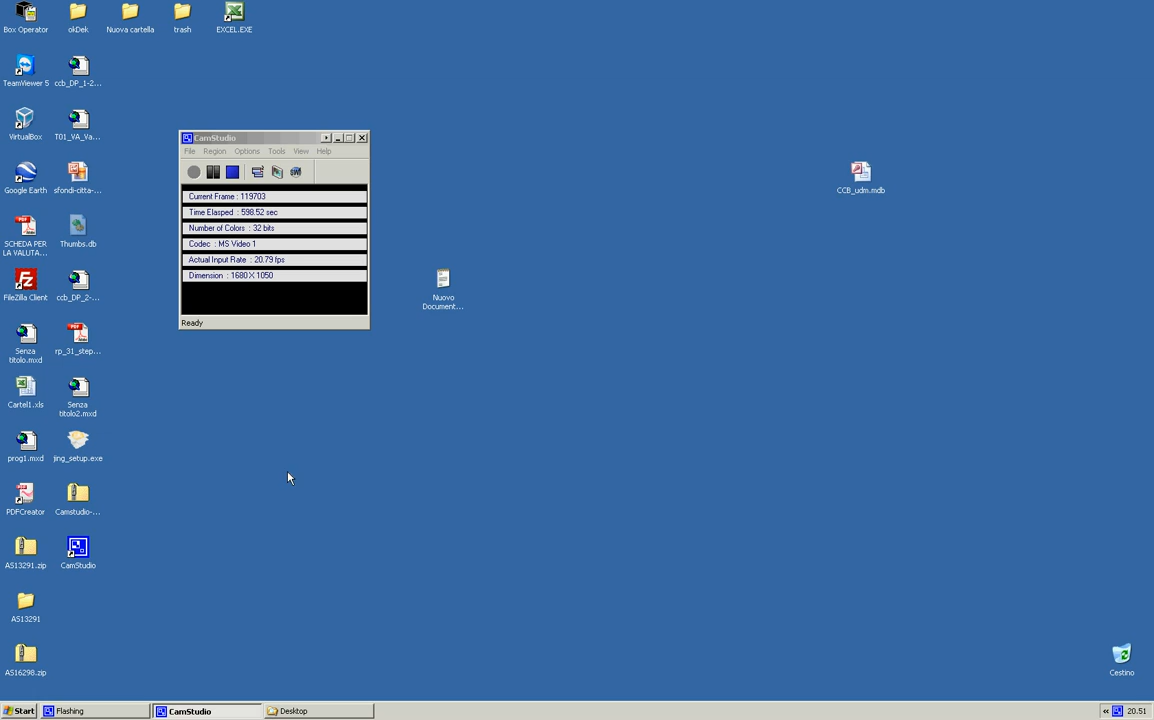 Box Operator
okDek
Nuova cartella
trash
EXCEL.EXE
TeamViewer 5
ccb_DP_1-2...
VirtualBox
T01_VA_Va...
Google Earth
sfondi-citta-...
SCHEDA PER
LA VALUTA...
Thumbs.db
FileZilla Client
ccb_DP_2-...
Senza
titolo.mxd
rp_31_step...
Cartel1.xls
Senza
titolo2.mxd
prog1.mxd
jing_setup.exe
PDFCreator
Camstudio-...
AS13291.zip
CamStudio
AS13291
AS16298.zip
CamStudio
File Region Options Tools View Help
Current Frame : 119703
Time Elasped : 598.52 sec
Number of Colors : 32 bits
Codec : MS Video 1
Actual Input Rate : 20.79 fps
Dimension : 1680 X 1050
Ready
Nuovo
Document...
CCB_udm.mdb
Cestino
Start
Flashing
CamStudio
Desktop
20.51